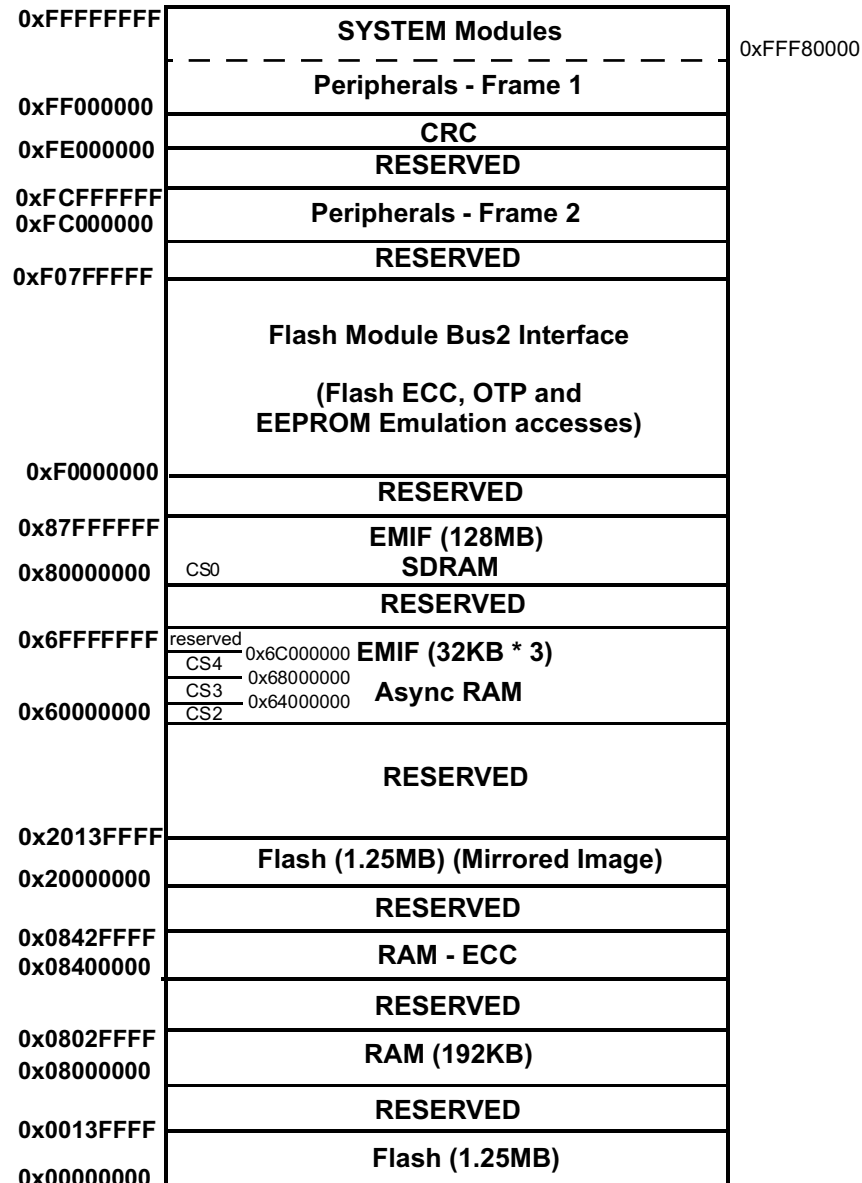 0xFFFFFFFF
SYSTEM Modules
0xFFF80000
Peripherals - Frame 1
0xFF000000
CRC
0xFE000000
RESERVED
0xFCFFFFFF
Peripherals - Frame 2
0xFC000000
RESERVED
0xF07FFFFF
Flash Module Bus2 Interface
(Flash ECC, OTP and
EEPROM Emulation accesses)
0xF0000000
RESERVED
0x87FFFFFF
EMIF (128MB)
0x80000000
CS0
SDRAM
RESERVED
0x6FFFFFFF
reserved
0x6C000000
EMIF (32KB * 3)
CS4
0x68000000
CS3
Async RAM
0x64000000
0x60000000
CS2
RESERVED
0x2013FFFF
Flash (1.25MB) (Mirrored Image)
0x20000000
RESERVED
0x0842FFFF
RAM - ECC
0x08400000
RESERVED
0x0802FFFF
RAM (192KB)
0x08000000
RESERVED
0x0013FFFF
Flash (1.25MB)
0x00000000